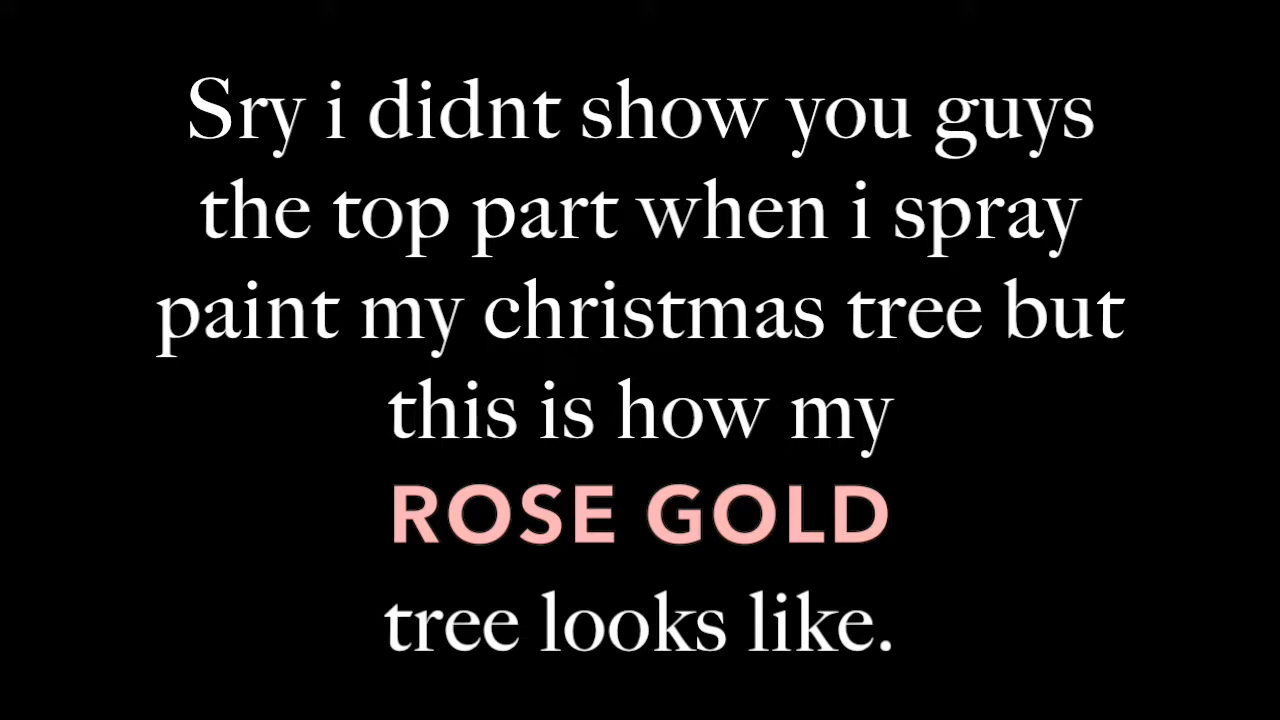 Sry i didnt show you guys
the top part when i spray
paint my christmas tree but
this is how my
ROSE GOLD
tree looks like.